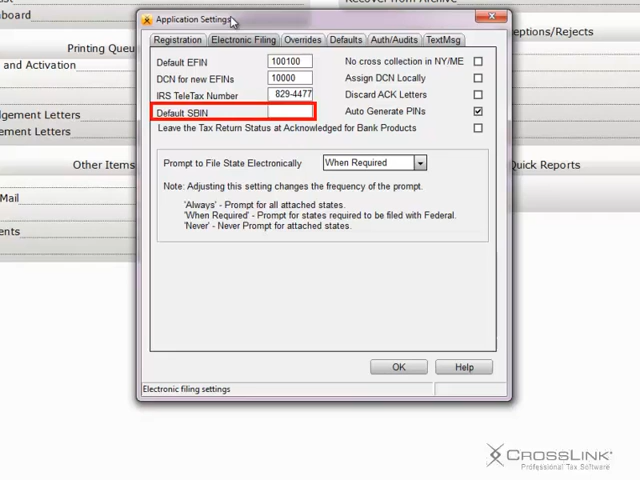 Dashboard
Recover from Archive
Application Settings
Printing Queu
ceptions/Rejects
Registration Electronic Filing Overrides Defaults Auth/Audits TextMsg
Default EFIN 100100 No cross collection in NY/ME
and Activation
DCN for new EFINs 10000 Assign DCN Locally
IRS TeleTax Number 829-4477 Discard ACK Letters
Default SBIN Auto Generate PINs
dgement Letters
Leave the Tax Return Status at Acknowledged for Bank Products
ement Letters
Other Items
Prompt to File State Electronically When Required
Quick Reports
Note: Adjusting this setting changes the frequency of the prompt.
Mail
'Always' - Prompt for all attached states.
'When Required' - Prompt for states required to be filed with Federal.
'Never' - Never Prompt for attached states.
ents
OK Help
Electronic filing settings
CROSSLINK
Professional Tax Software